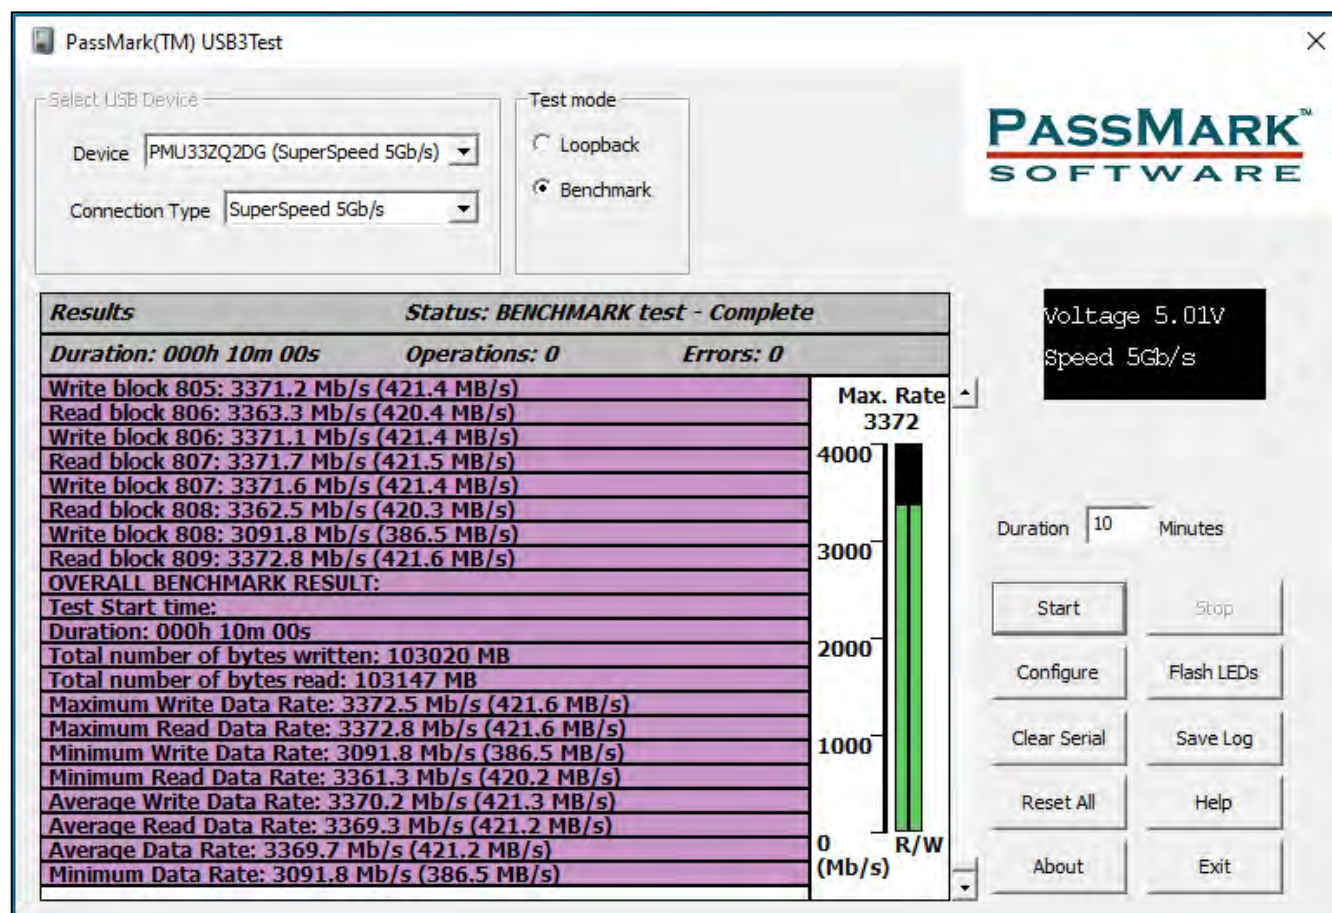 PassMark(TM) USB3Test
Select USB Device
Device PMU33ZQ2DG (SuperSpeed 5Gb/s)
Connection Type SuperSpeed 5Gb/s
Test mode
Loopback
Benchmark
PASSMARK™
SOFTWARE
Results Status: BENCHMARK test - Complete
Duration: 000h 10m 00s Operations: 0 Errors: 0
Write block 805: 3371.2 Mb/s (421.4 MB/s)
Read block 806: 3363.3 Mb/s (420.4 MB/s)
Write block 806: 3371.1 Mb/s (421.4 MB/s)
Read block 807: 3371.7 Mb/s (421.5 MB/s)
Write block 807: 3371.6 Mb/s (421.4 MB/s)
Read block 808: 3362.5 Mb/s (420.3 MB/s)
Write block 808: 3091.8 Mb/s (386.5 MB/s)
Read block 809: 3372.8 Mb/s (421.6 MB/s)
OVERALL BENCHMARK RESULT:
Test Start time:
Duration: 000h 10m 00s
Total number of bytes written: 103020 MB
Total number of bytes read: 103147 MB
Maximum Write Data Rate: 3372.5 Mb/s (421.6 MB/s)
Maximum Read Data Rate: 3372.8 Mb/s (421.6 MB/s)
Minimum Write Data Rate: 3091.8 Mb/s (386.5 MB/s)
Minimum Read Data Rate: 3361.3 Mb/s (420.2 MB/s)
Average Write Data Rate: 3370.2 Mb/s (421.3 MB/s)
Average Read Data Rate: 3369.3 Mb/s (421.2 MB/s)
Average Data Rate: 3369.7 Mb/s (421.2 MB/s)
Minimum Data Rate: 3091.8 Mb/s (386.5 MB/s)
Max. Rate
3372
4000
3000
2000
1000
0 R/W
(Mb/s)
Voltage 5.01V
Speed 5Gb/s
Duration 10 Minutes
Start Stop
Configure Flash LEDs
Clear Serial Save Log
Reset All Help
About Exit